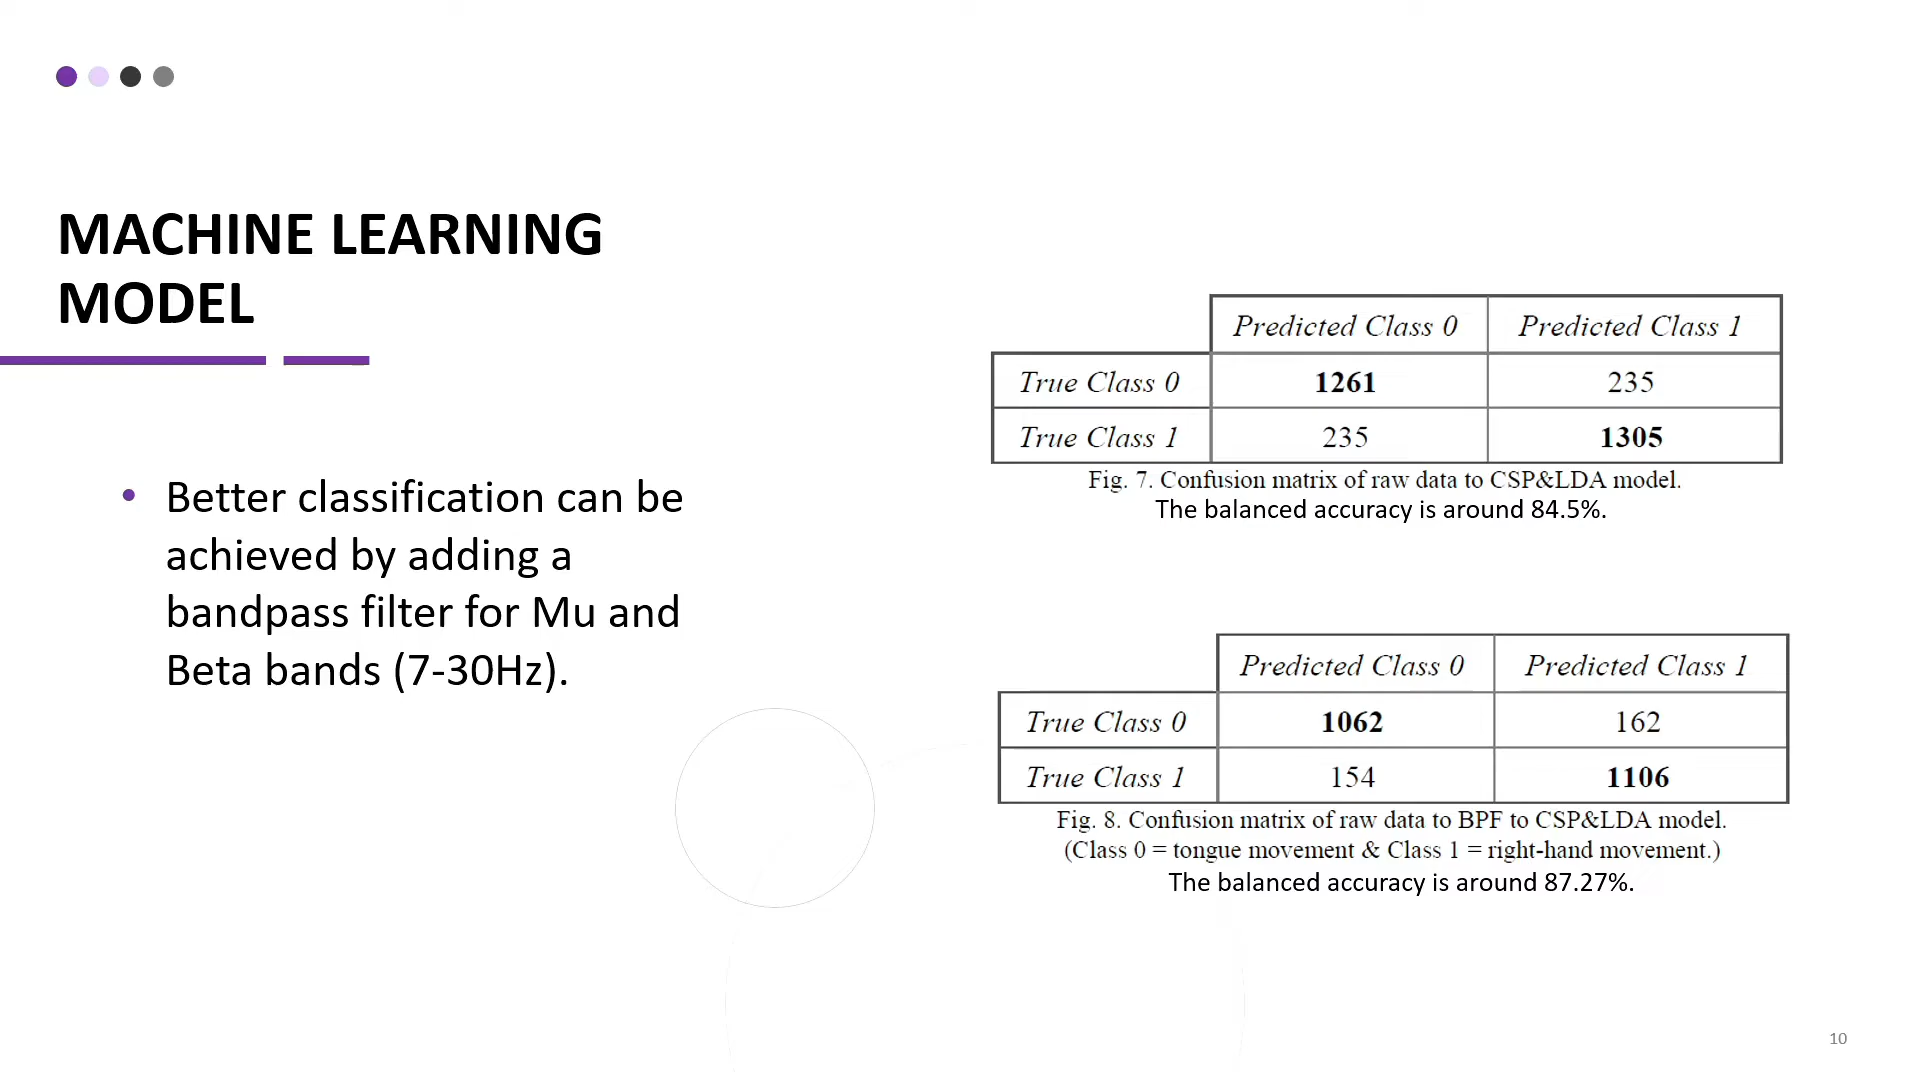 MACHINE LEARNING
MODEL
• Better classification can be
achieved by adding a
bandpass filter for Mu and
Beta bands (7-30Hz).
Predicted Class 0 Predicted Class 1
True Class 0 1261 235
True Class 1 235 1305
Fig. 7. Confusion matrix of raw data to CSP&LDA model.
The balanced accuracy is around 84.5%.
Predicted Class 0 Predicted Class 1
True Class 0 1062 162
True Class 1 154 1106
Fig. 8. Confusion matrix of raw data to BPF to CSP&LDA model.
(Class 0 = tongue movement & Class 1 = right-hand movement.)
The balanced accuracy is around 87.27%.
10